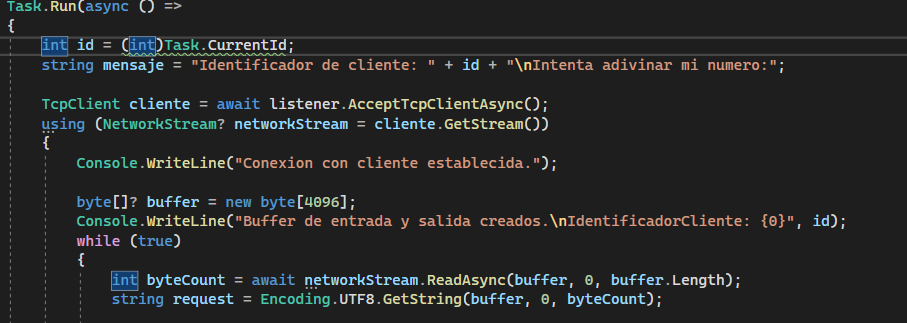 Task.Run(async () =>
{
int id = (int)Task.CurrentId;
string mensaje = "Identificador de cliente: " + id + "\nIntenta adivinar mi numero:";
TcpClient cliente = await listener.AcceptTcpClientAsync();
using (NetworkStream? networkStream = cliente.GetStream())
{
Console.WriteLine("Conexion con cliente establecida.");
byte[]? buffer = new byte[4096];
Console.WriteLine("Buffer de entrada y salida creados.\nIdentificadorCliente: {0}", id);
while (true)
{
int byteCount = await networkStream.ReadAsync(buffer, 0, buffer.Length);
string request = Encoding.UTF8.GetString(buffer, 0, byteCount);